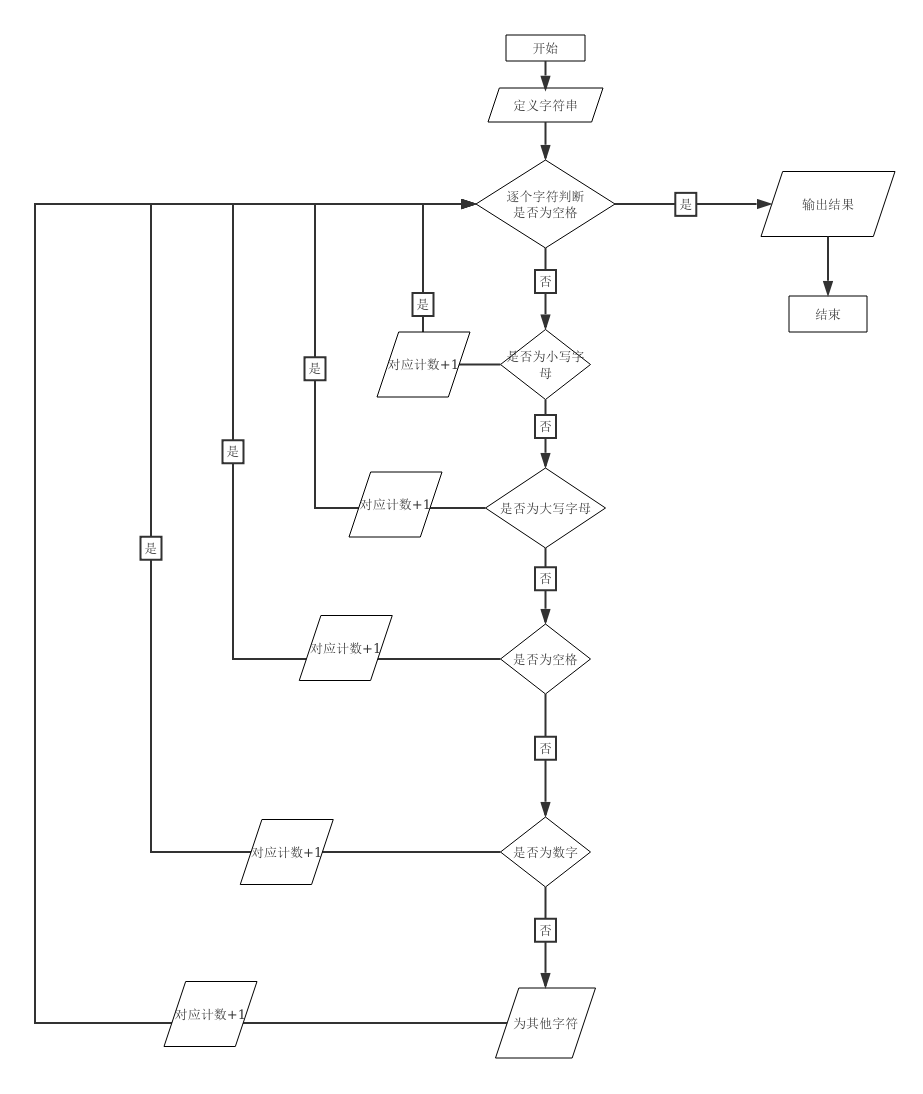 开始
定义字符串
逐个字符判断
是否为空格
是
输出结果
结束
否
是
对应计数+1
是否为小写字
母
是
否
对应计数+1
是否为大写字母
是
否
对应计数+1
是否为空格
是
否
对应计数+1
是否为数字
否
对应计数+1
为其他字符